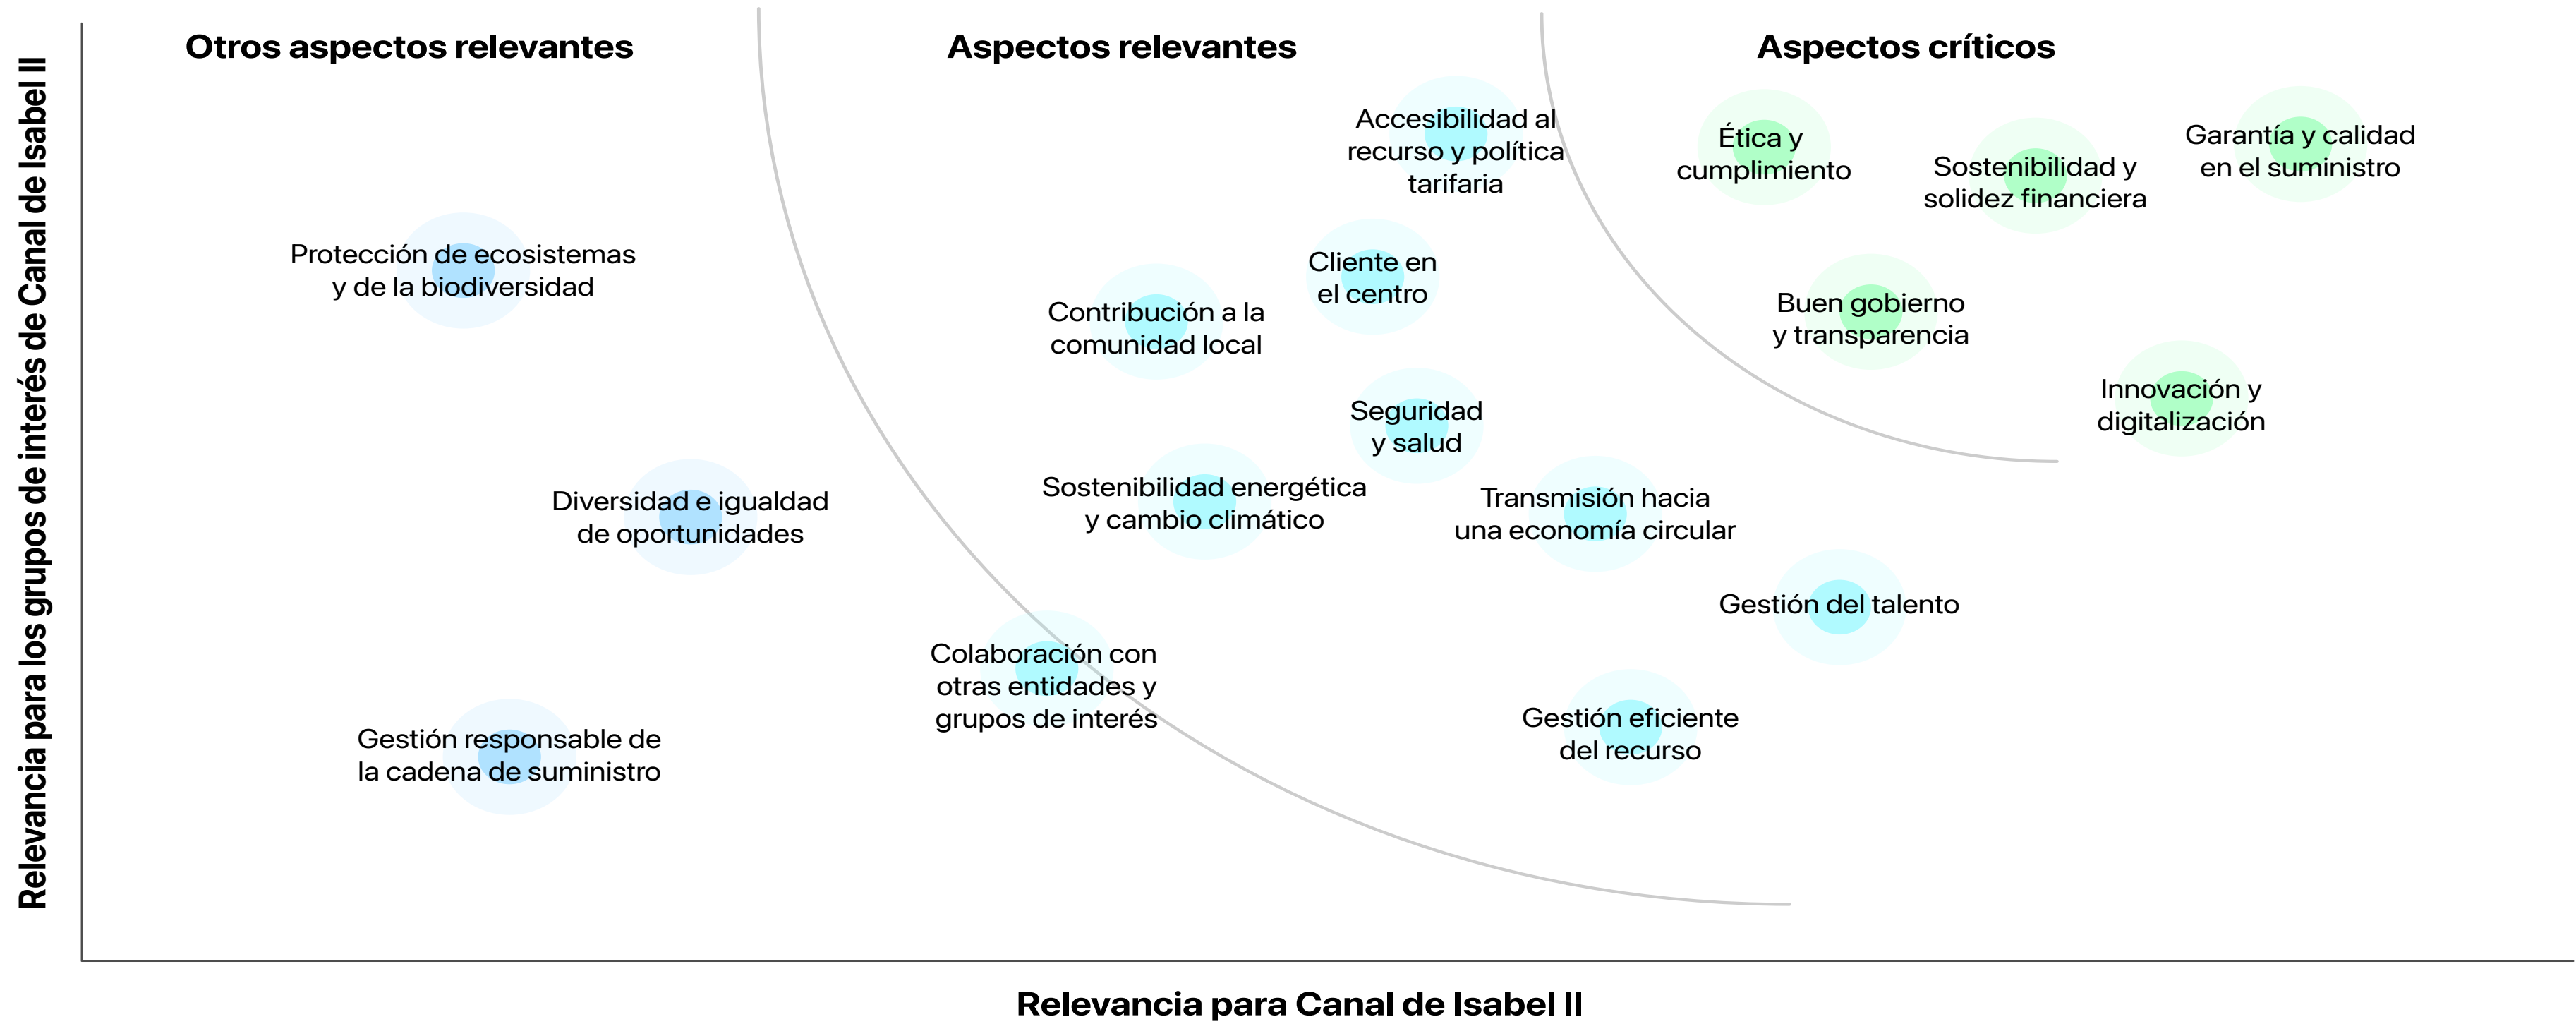 Relevancia para los grupos de interés de Canal de Isabel II
Otros aspectos relevantes
Protección de ecosistemas
y de la biodiversidad
Diversidad e igualdad
de oportunidades
Gestión responsable de
la cadena de suministro
Aspectos relevantes
Accesibilidad al
recurso y política
tarifaria
Cliente en
el centro
Contribución a la
comunidad local
Seguridad
y salud
Sostenibilidad energética
y cambio climático
Transmisión hacia
una economía circular
Gestión del talento
Colaboración con
otras entidades y
grupos de interés
Gestión eficiente
del recurso
Aspectos críticos
Ética y
cumplimiento
Sostenibilidad y
solidez financiera
Garantía y calidad
en el suministro
Buen gobierno
y transparencia
Innovación y
digitalización
Relevancia para Canal de Isabel II